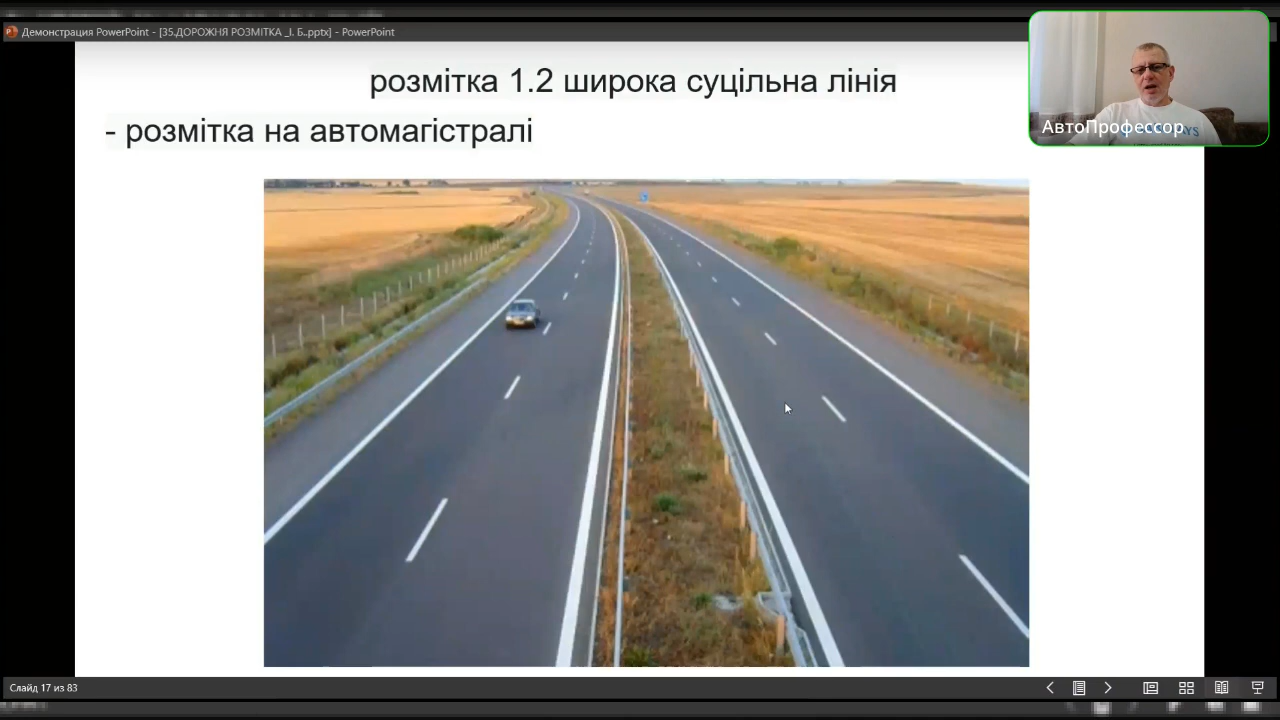 Демонстрация PowerPoint - [35.ДОРОЖНЯ РОЗМІТКА _І. Б..pptx] - PowerPoint
розмітка 1.2 широка суцільна лінія
- розмітка на автомагістралі
АвтоПрофессор
Слайд 17 из 83